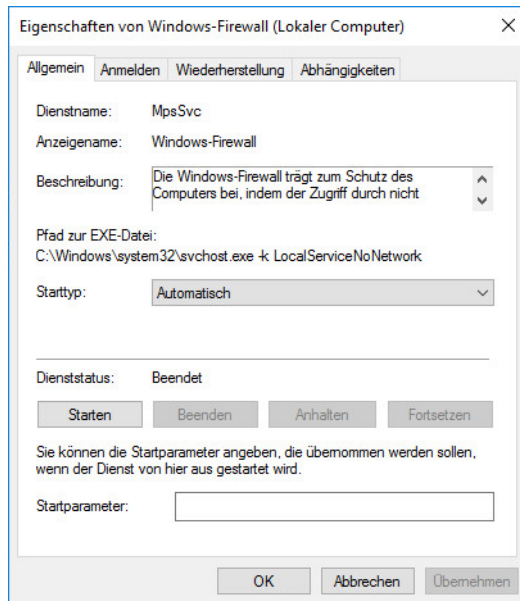 Eigenschaften von Windows-Firewall (Lokaler Computer)
Allgemein Anmelden Wiederherstellung Abhängigkeiten
Dienstname: MpsSvc
Anzeigename: Windows-Firewall
Beschreibung: Die Windows-Firewall trägt zum Schutz des
Computers bei, indem der Zugriff durch nicht
Pfad zur EXE-Datei:
C:\Windows\system32\svchost.exe -k LocalServiceNoNetwork
Starttyp: Automatisch
Dienststatus: Beendet
Starten Beenden Anhalten Fortsetzen
Sie können die Startparameter angeben, die übernommen werden sollen,
wenn der Dienst von hier aus gestartet wird.
Startparameter:
OK Abbrechen Übernehmen